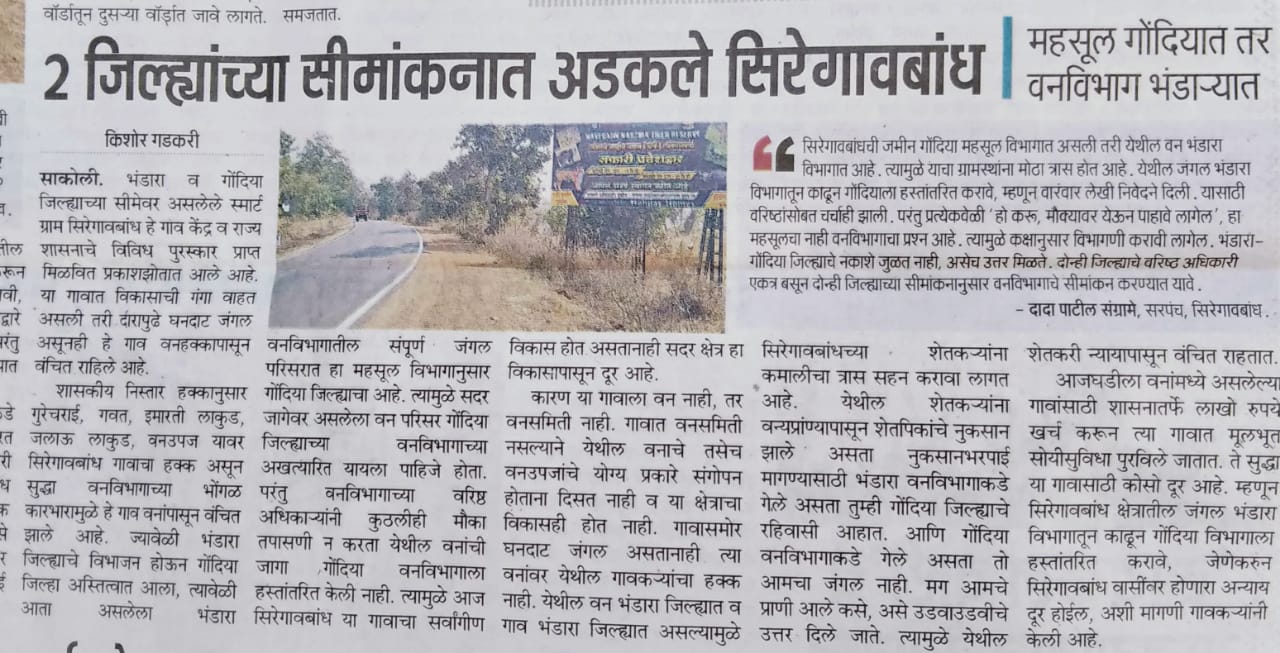 वॉर्डातून दुसऱ्या वॉर्डात जावे लागते. समजतात.
2 जिल्ह्यांच्या सीमांकनात अडकले सिरेगावबांध
महसूल गोंदियात तर
वनविभाग भंडाऱ्यात
किशोर गडकरी
साकोली. भंडारा व गोंदिया
जिल्ह्याच्या सीमेवर असलेले स्मार्ट
ग्राम सिरेगावबांध हे गाव केंद्र व राज्य
शासनाचे विविध पुरस्कार प्राप्त
मिळवित प्रकाशझोतात आले आहे.
या गावात विकासाची गंगा वाहत
असली तरी दारापुढे घनदाट जंगल
असूनही हे गाव वनहक्कापासून
वंचित राहिले आहे.
शासकीय निस्तार हक्कानुसार
गुरेचराई, गवत, इमारती लाकुड,
जलाऊ लाकुड, वनउपज यावर
सिरेगावबांध गावाचा हक्क असून
सुद्धा वनविभागाच्या भोंगळ
कारभारामुळे हे गाव वनांपासून वंचित
झाले आहे. ज्यावेळी भंडारा
जिल्ह्याचे विभाजन होऊन गोंदिया
जिल्हा अस्तित्वात आला, त्यावेळी
आता असलेला भंडारा
वनविभागातील संपूर्ण जंगल
परिसरात हा महसूल विभागानुसार
गोंदिया जिल्ह्याचा आहे. त्यामुळे सदर
जागेवर असलेला वन परिसर गोंदिया
जिल्ह्याच्या वनविभागाच्या
अखत्यारित यायला पाहिजे होता.
परंतु वनविभागाच्या वरिष्ठ
अधिकाऱ्यांनी कुठलीही मौका
तपासणी न करता येथील वनांची
जागा गोंदिया वनविभागाला
हस्तांतरित केली नाही. त्यामुळे आज
सिरेगावबांध या गावाचा सर्वांगीण
विकास होत असतानाही सदर क्षेत्र हा
विकासापासून दूर आहे.
कारण या गावाला वन नाही, तर
वनसमिती नाही. गावात वनसमिती
नसल्याने येथील वनाचे तसेच
वनउपजांचे योग्य प्रकारे संगोपन
होताना दिसत नाही व या क्षेत्राचा
विकासही होत नाही. गावासमोर
घनदाट जंगल असतानाही त्या
वनांवर येथील गावकऱ्यांचा हक्क
नाही. येथील वन भंडारा जिल्ह्यात व
गाव भंडारा जिल्ह्यात असल्यामुळे
सिरेगावबांधची जमीन गोंदिया महसूल विभागात असली तरी येथील वन भंडारा
विभागात आहे. त्यामुळे याचा ग्रामस्थांना मोठा त्रास होत आहे. येथील जंगल भंडारा
विभागातून काढून गोंदियाला हस्तांतरित करावे, म्हणून वारंवार लेखी निवेदने दिली. यासाठी
वरिष्ठांसोबत चर्चाही झाली. परंतु प्रत्येकवेळी 'हो करू, मौक्यावर येऊन पाहावे लागेल', हा
महसूलचा नाही वनविभागाचा प्रश्न आहे. त्यामुळे कक्षानुसार विभागणी करावी लागेल. भंडारा-
गोंदिया जिल्ह्याचे नकाशे जुळत नाही, असेच उत्तर मिळते. दोन्ही जिल्ह्याचे वरिष्ठ अधिकारी
एकत्र बसून दोन्ही जिल्ह्याच्या सीमांकनानुसार वनविभागाचे सीमांकन करण्यात यावे.
- दादा पाटील संग्रामे, सरपंच, सिरेगावबांध.
सिरेगावबांधच्या शेतकऱ्यांना
कमालीचा त्रास सहन करावा लागत
आहे. येथील शेतकऱ्यांना
वन्यप्रांण्यापासून शेतपिकांचे नुकसान
झाले असता नुकसानभरपाई
मागण्यासाठी भंडारा वनविभागाकडे
गेले असता तुम्ही गोंदिया जिल्ह्याचे
रहिवासी आहात. आणि गोंदिया
वनविभागाकडे गेले असता तो
आमचा जंगल नाही. मग आमचे
प्राणी आले कसे, असे उडवाउडवीचे
उत्तर दिले जाते. त्यामुळे येथील
शेतकरी न्यायापासून वंचित राहतात.
आजघडीला वनांमध्ये असलेल्या
गावांसाठी शासनातर्फे लाखो रुपये
खर्च करून त्या गावात मूलभूत
सोयीसुविधा पुरविले जातात. ते सुद्धा
या गावासाठी कोसो दूर आहे. म्हणून
सिरेगावबांध क्षेत्रातील जंगल भंडारा
विभागातून काढून गोंदिया विभागाला
हस्तांतरित करावे, जेणेकरुन
सिरेगावबांध वासींवर होणारा अन्याय
दूर होईल, अशी मागणी गावकऱ्यांनी
केली आहे.